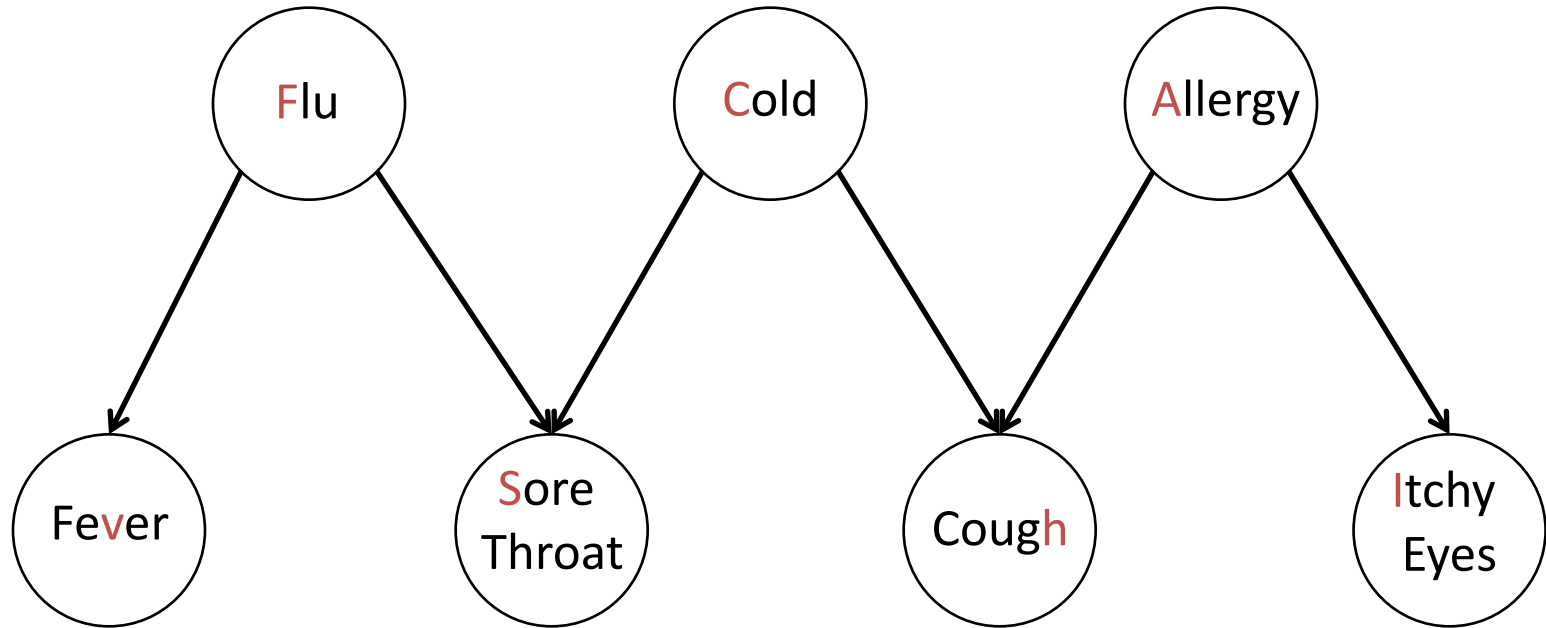 Flu
Cold
Allergy
Fever
Sore
Throat
Cough
Itchy
Eyes